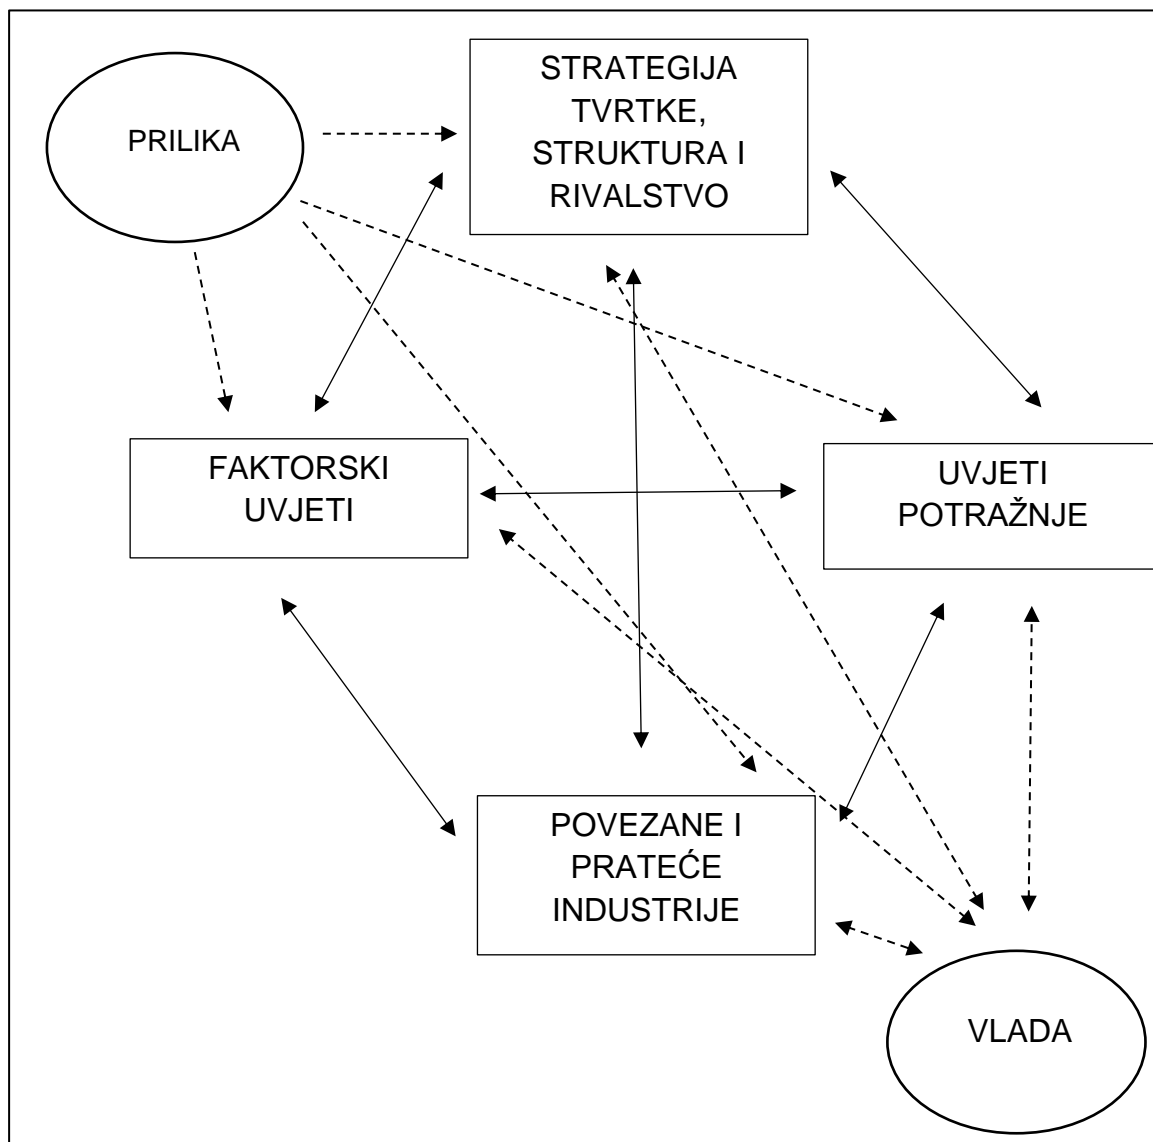 PRILIKA
STRATEGIJA
TVRTKE,
STRUKTURA I
RIVALSTVO
FAKTORSKI
UVJETI
UVJETI
POTRAŽNJE
POVEZANE I
PRATEĆE
INDUSTRIJE
VLADA